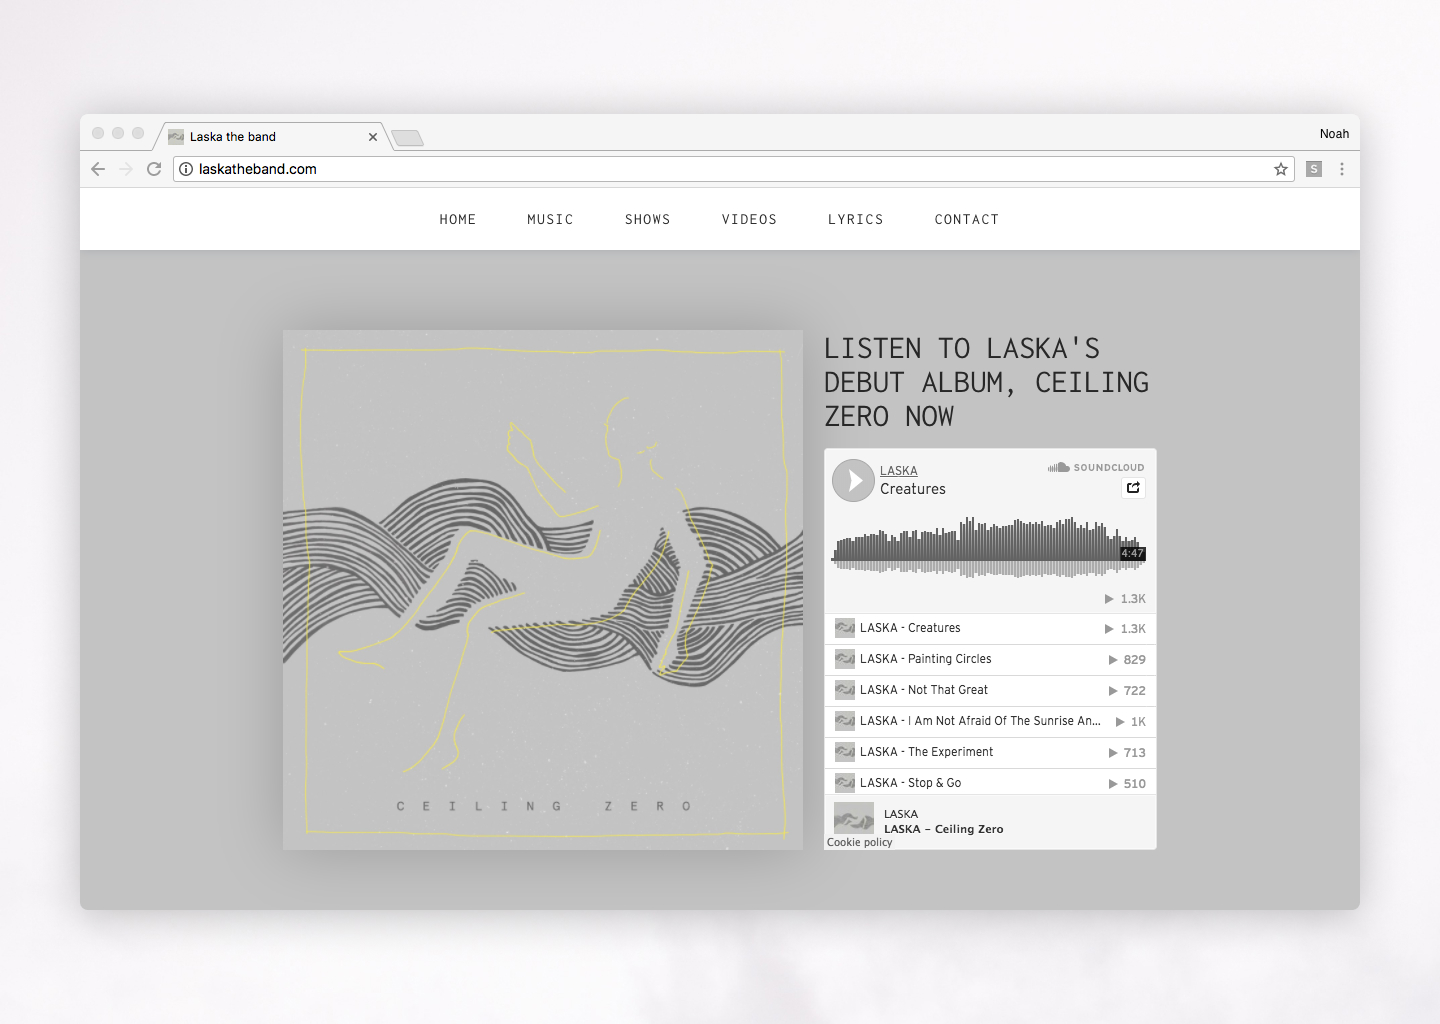 Laska the band
Noah
laskatheband.com
S
HOME MUSIC SHOWS VIDEOS LYRICS CONTACT
CEILING ZERO
LISTEN TO LASKA'S
DEBUT ALBUM, CEILING
ZERO NOW
LASKA
SOUNDCLOUD
Creatures
4:47
1.3K
LASKA - Creatures 1.3K
LASKA - Painting Circles 829
LASKA - Not That Great 722
LASKA - I Am Not Afraid Of The Sunrise An... 1K
LASKA - The Experiment 713
LASKA - Stop & Go 510
LASKA
LASKA – Ceiling Zero
Cookie policy